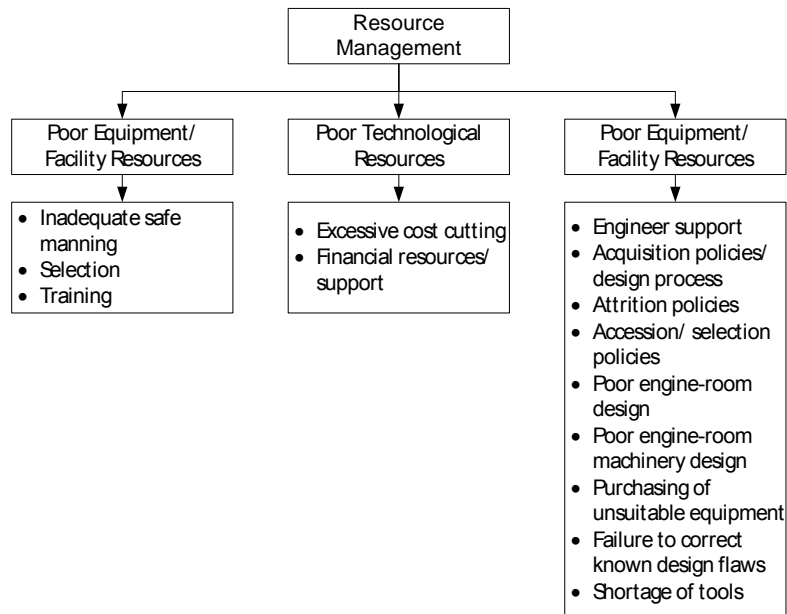 Resource
Management
Poor Equipment/
Facility Resources
Poor Technological
Resources
Poor Equipment/
Facility Resources
• Inadequate safe
manning
• Selection
• Training
• Excessive cost cutting
• Financial resources/
support
• Engineer support
• Acquisition policies/
design process
• Attrition policies
• Accession/ selection
policies
• Poor engine-room
design
• Poor engine-room
machinery design
• Purchasing of
unsuitable equipment
• Failure to correct
known design flaws
• Shortage of tools